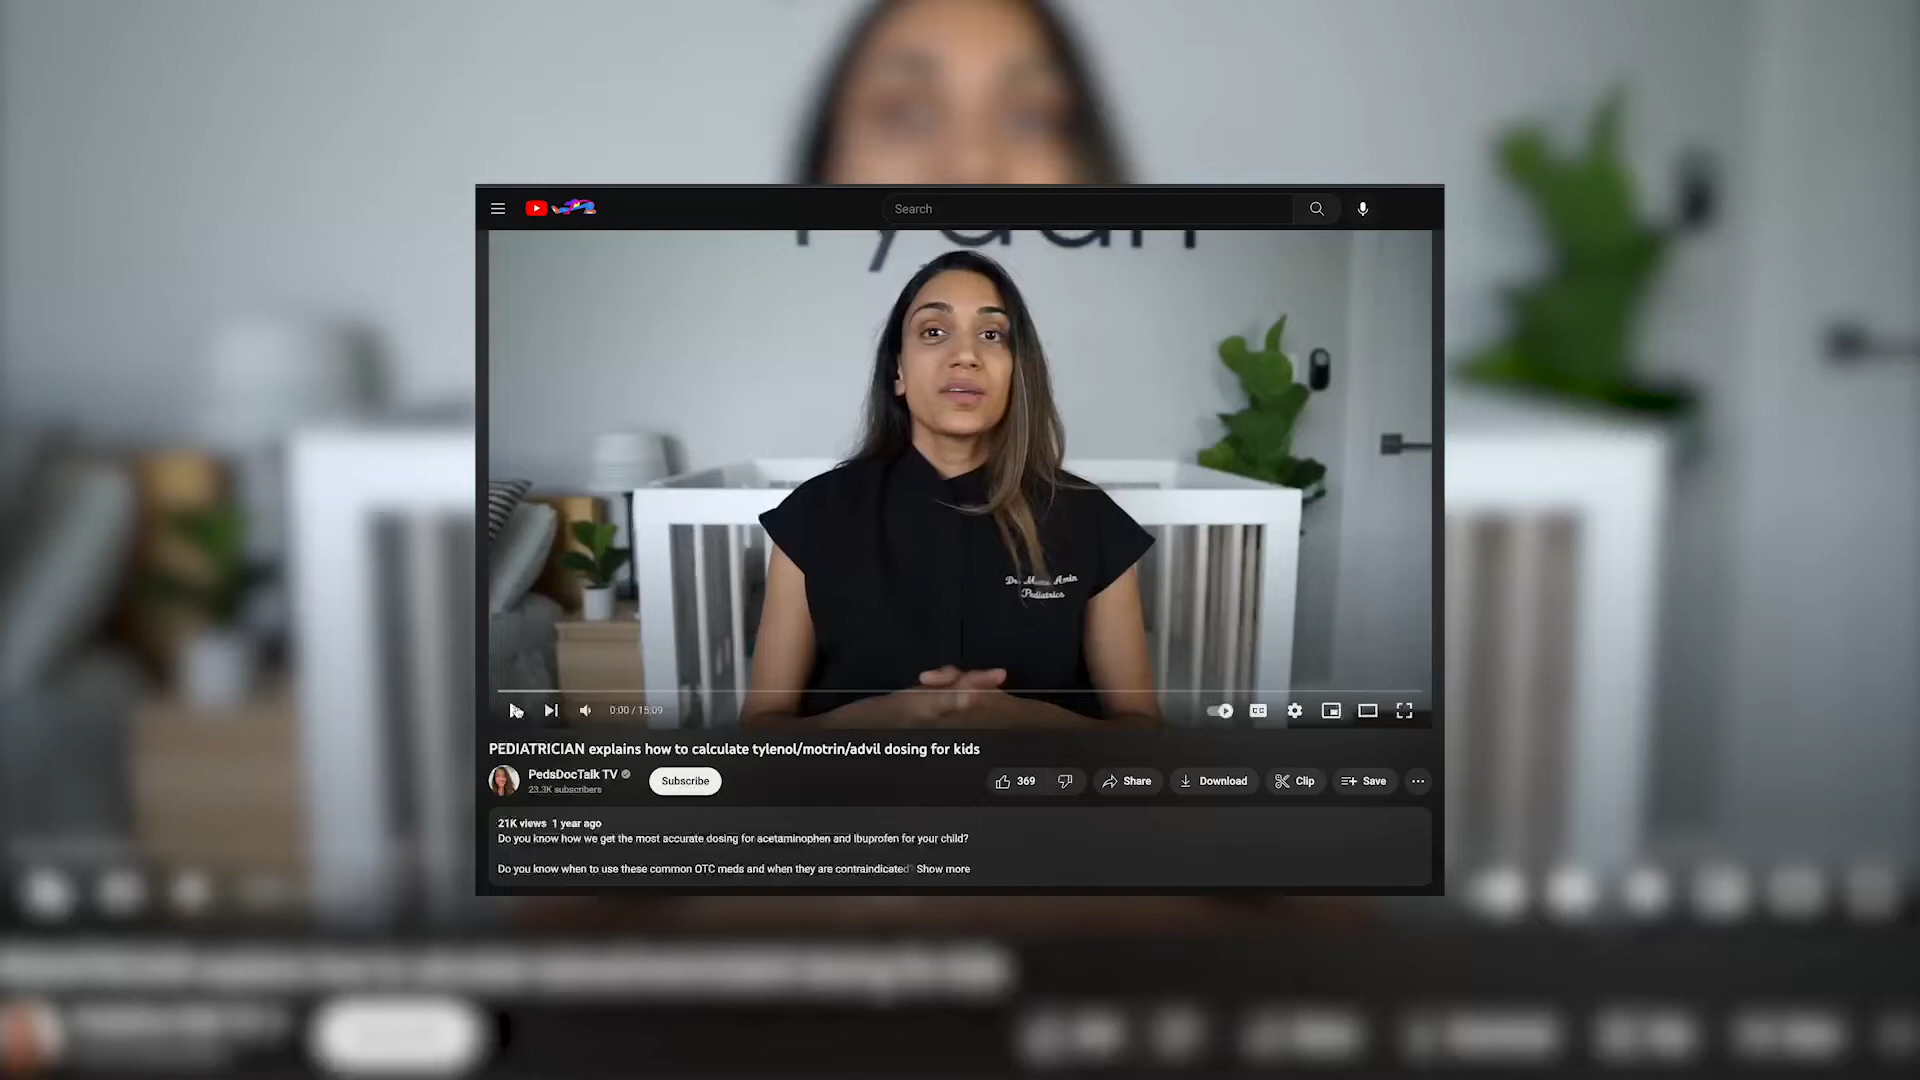 Search
Dr. Mona Amin
Pediatrics
0:00 / 15:09
PEDIATRICIAN explains how to calculate tylenol/motrin/advil dosing for kids
PedsDocTalk TV
23.3K subscribers
Subscribe
369
Share
Download
Clip
Save
21K views 1 year ago
Do you know how we get the most accurate dosing for acetaminophen and Ibuprofen for your child?
Do you know when to use these common OTC meds and when they are contraindicated Show more